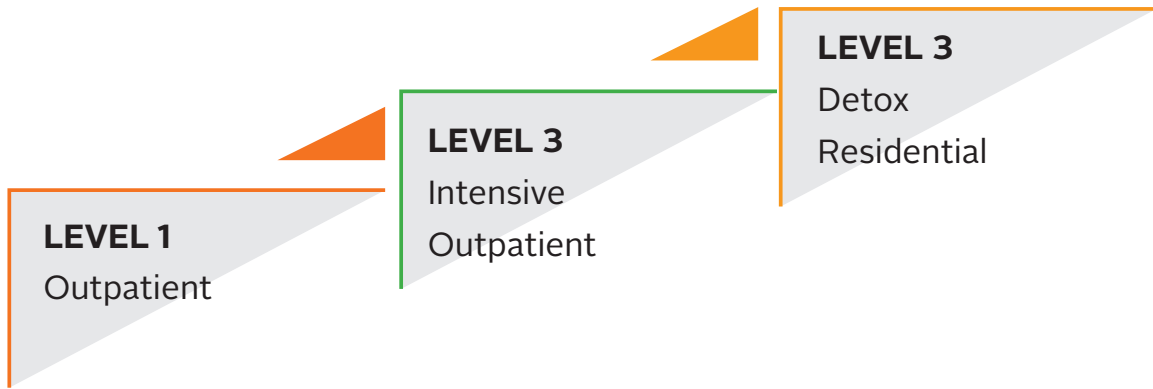 LEVEL 1
Outpatient
LEVEL 3
Intensive
Outpatient
LEVEL 3
Detox
Residential